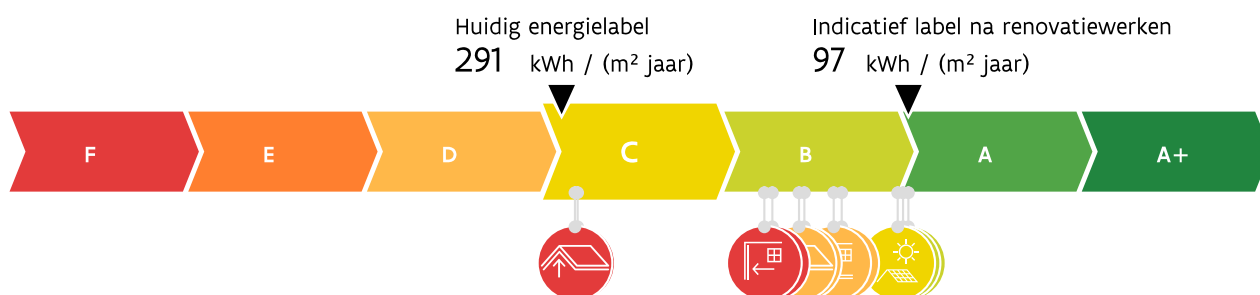 Huidig energielabel
291 kWh / (m² jaar)
Indicatief label na renovatiewerken
97 kWh / (m² jaar)
F E D C B A A+